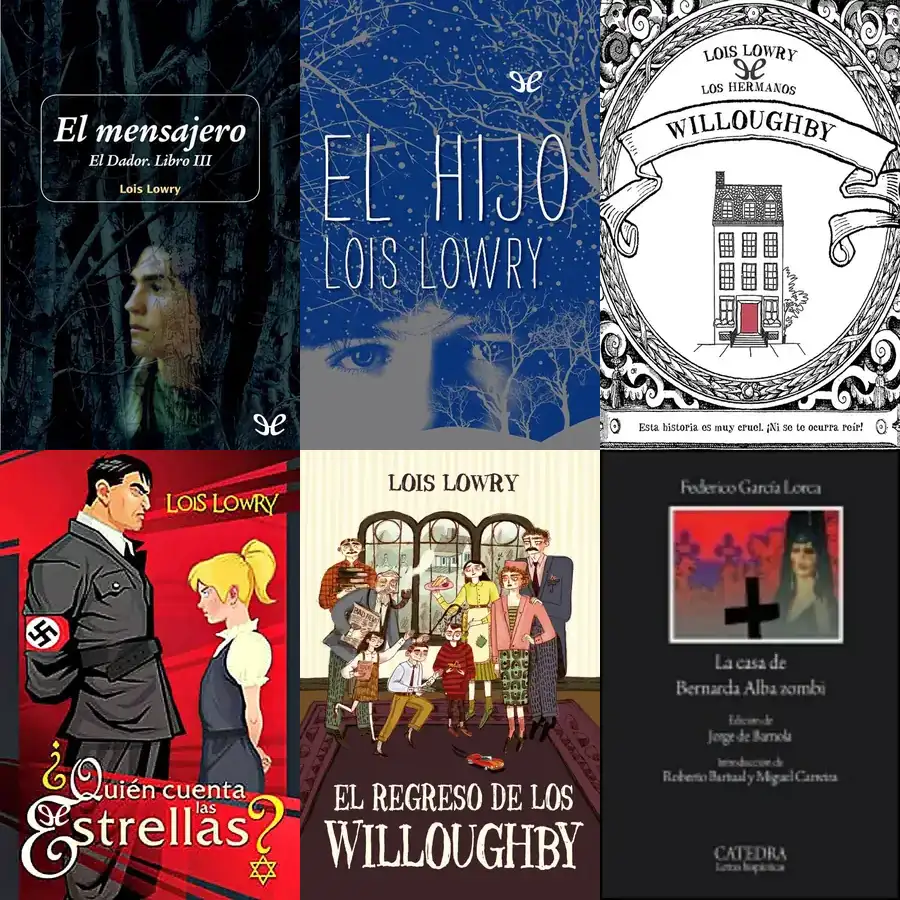 El mensajero
El Dador. Libro III
Lois Lowry
EL HIJO
LOIS LOWRY
LOIS LOWRY
LOS HERMANOS
WILLOUGHBY
Esta historia es muy cruel. ¡Ni se te ocurra reír!
LOIS LOWRY
¿Quién cuenta
las
Estrellas?
LOIS LOWRY
EL REGRESO DE LOS
WILLOUGHBY
Federico García Lorca
La casa de
Bernarda Alba zombi
Edición de
Jorge de Barnola
Introducción de
Roberto Bartual y Miguel Carreira
CATEDRA
Letras hispánicas